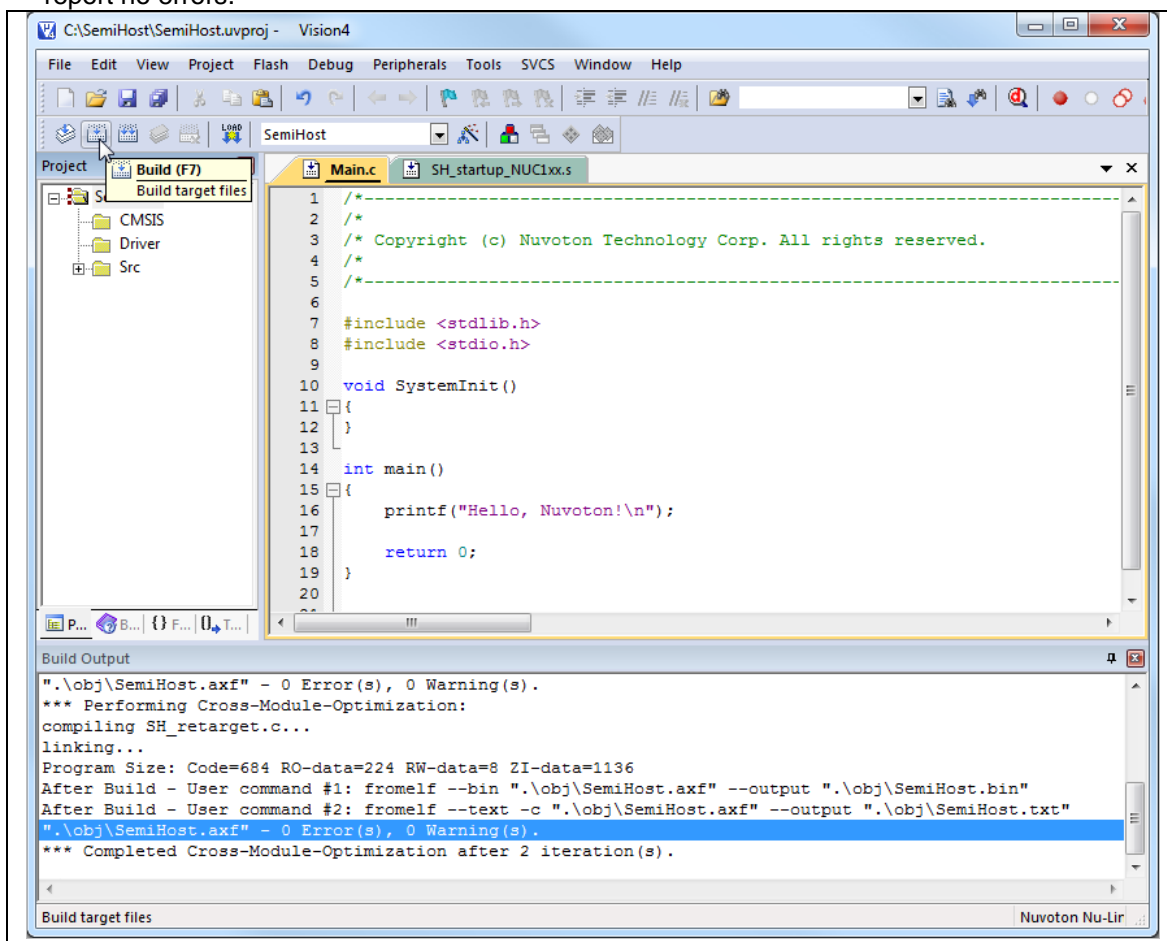 report no errors.
C:\SemiHost\SemiHost.uvproj - Vision4
File Edit View Project Flash Debug Peripherals Tools SVCS Window Help
LOAD SemiHost
Project
Build (F7)
Build target files
Main.c SH_startup_NUC1xx.s
CMSIS
Driver
Src
1 /*---------------------------------------------------------------------------
2 /*
3 /* Copyright (c) Nuvoton Technology Corp. All rights reserved.
4 /*
5 /*---------------------------------------------------------------------------
6
7 #include <stdlib.h>
8 #include <stdio.h>
9
10 void SystemInit()
11 {
12 }
13
14 int main()
15 {
16 printf("Hello, Nuvoton!\n");
17
18 return 0;
19 }
20
P... B... {} F... 0 T...
Build Output
".\obj\SemiHost.axf" - 0 Error(s), 0 Warning(s).
*** Performing Cross-Module-Optimization:
compiling SH_retarget.c...
linking...
Program Size: Code=684 RO-data=224 RW-data=8 ZI-data=1136
After Build - User command #1: fromelf --bin ".\obj\SemiHost.axf" --output ".\obj\SemiHost.bin"
After Build - User command #2: fromelf --text -c ".\obj\SemiHost.axf" --output ".\obj\SemiHost.txt"
".\obj\SemiHost.axf" - 0 Error(s), 0 Warning(s).
*** Completed Cross-Module-Optimization after 2 iteration(s).
Build target files Nuvoton Nu-Lir